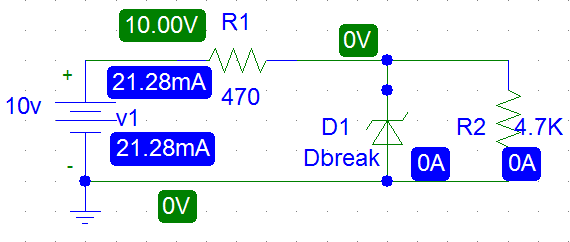 10.00V
R1
0V
+
21.28mA
10v
470
v1
D1
R2
4.7K
21.28mA
Dbreak
-
0A
0A
0V